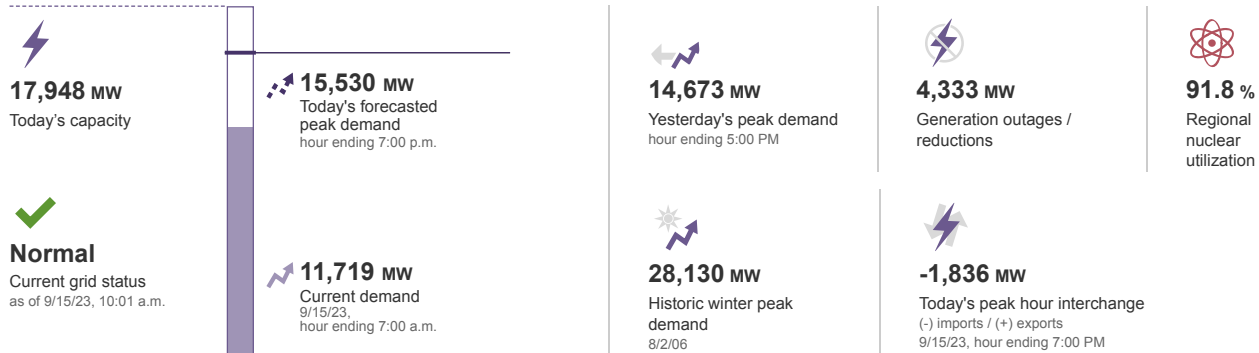 17,948 MW
Today's capacity
Normal
Current grid status
as of 9/15/23, 10:01 a.m.
15,530 MW
Today's forecasted
peak demand
hour ending 7:00 p.m.
11,719 MW
Current demand
9/15/23,
hour ending 7:00 a.m.
14,673 MW
Yesterday's peak demand
hour ending 5:00 PM
4,333 MW
Generation outages /
reductions
91.8 %
Regional
nuclear
utilization
28,130 MW
Historic winter peak
demand
8/2/06
-1,836 MW
Today's peak hour interchange
(-) imports / (+) exports
9/15/23, hour ending 7:00 PM